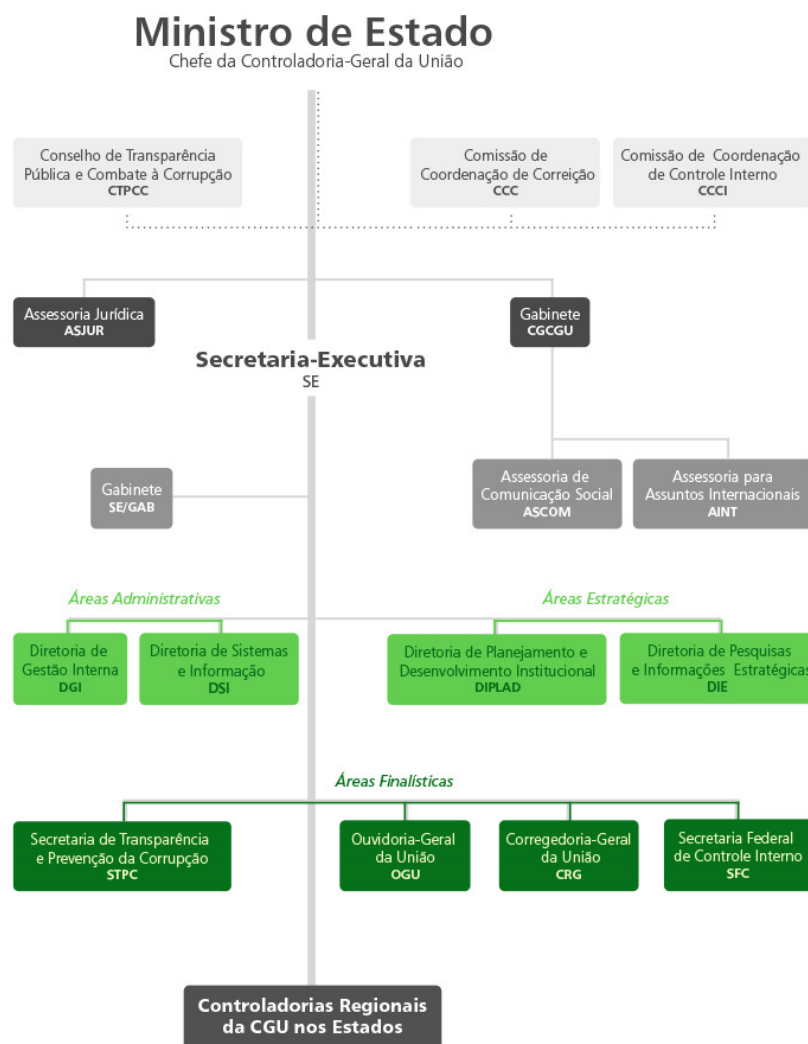 Ministro de Estado
Chefe da Controladoria-Geral da União
Conselho de Transparência
Pública e Combate à Corrupção
CTPCC
Comissão de
Coordenação de Correição
CCC
Comissão de Coordenação
de Controle Interno
CCCI
Assessoria Jurídica
ASJUR
Gabinete
CGCGU
Secretaria-Executiva
SE
Gabinete
SE/GAB
Assessoria de
Comunicação Social
ASCOM
Assessoria para
Assuntos Internacionais
AINT
Áreas Administrativas
Áreas Estratégicas
Diretoria de
Gestão Interna
DGI
Diretoria de Sistemas
e Informação
DSI
Diretoria de Planejamento e
Desenvolvimento Institucional
DIPLAD
Diretoria de Pesquisas
e Informações Estratégicas
DIE
Áreas Finalísticas
Secretaria de Transparência
e Prevenção da Corrupção
STPC
Ouvidoria-Geral
da União
OGU
Corregedoria-Geral
da União
CRG
Secretaria Federal
de Controle Interno
SFC
Controladorias Regionais
da CGU nos Estados